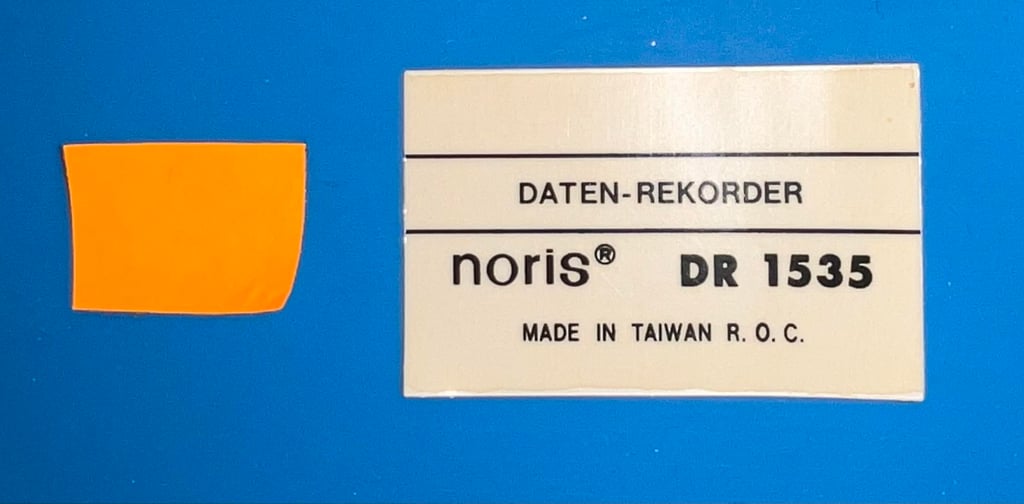 DATEN-REKORDER
noris® DR 1535
MADE IN TAIWAN R. O. C.